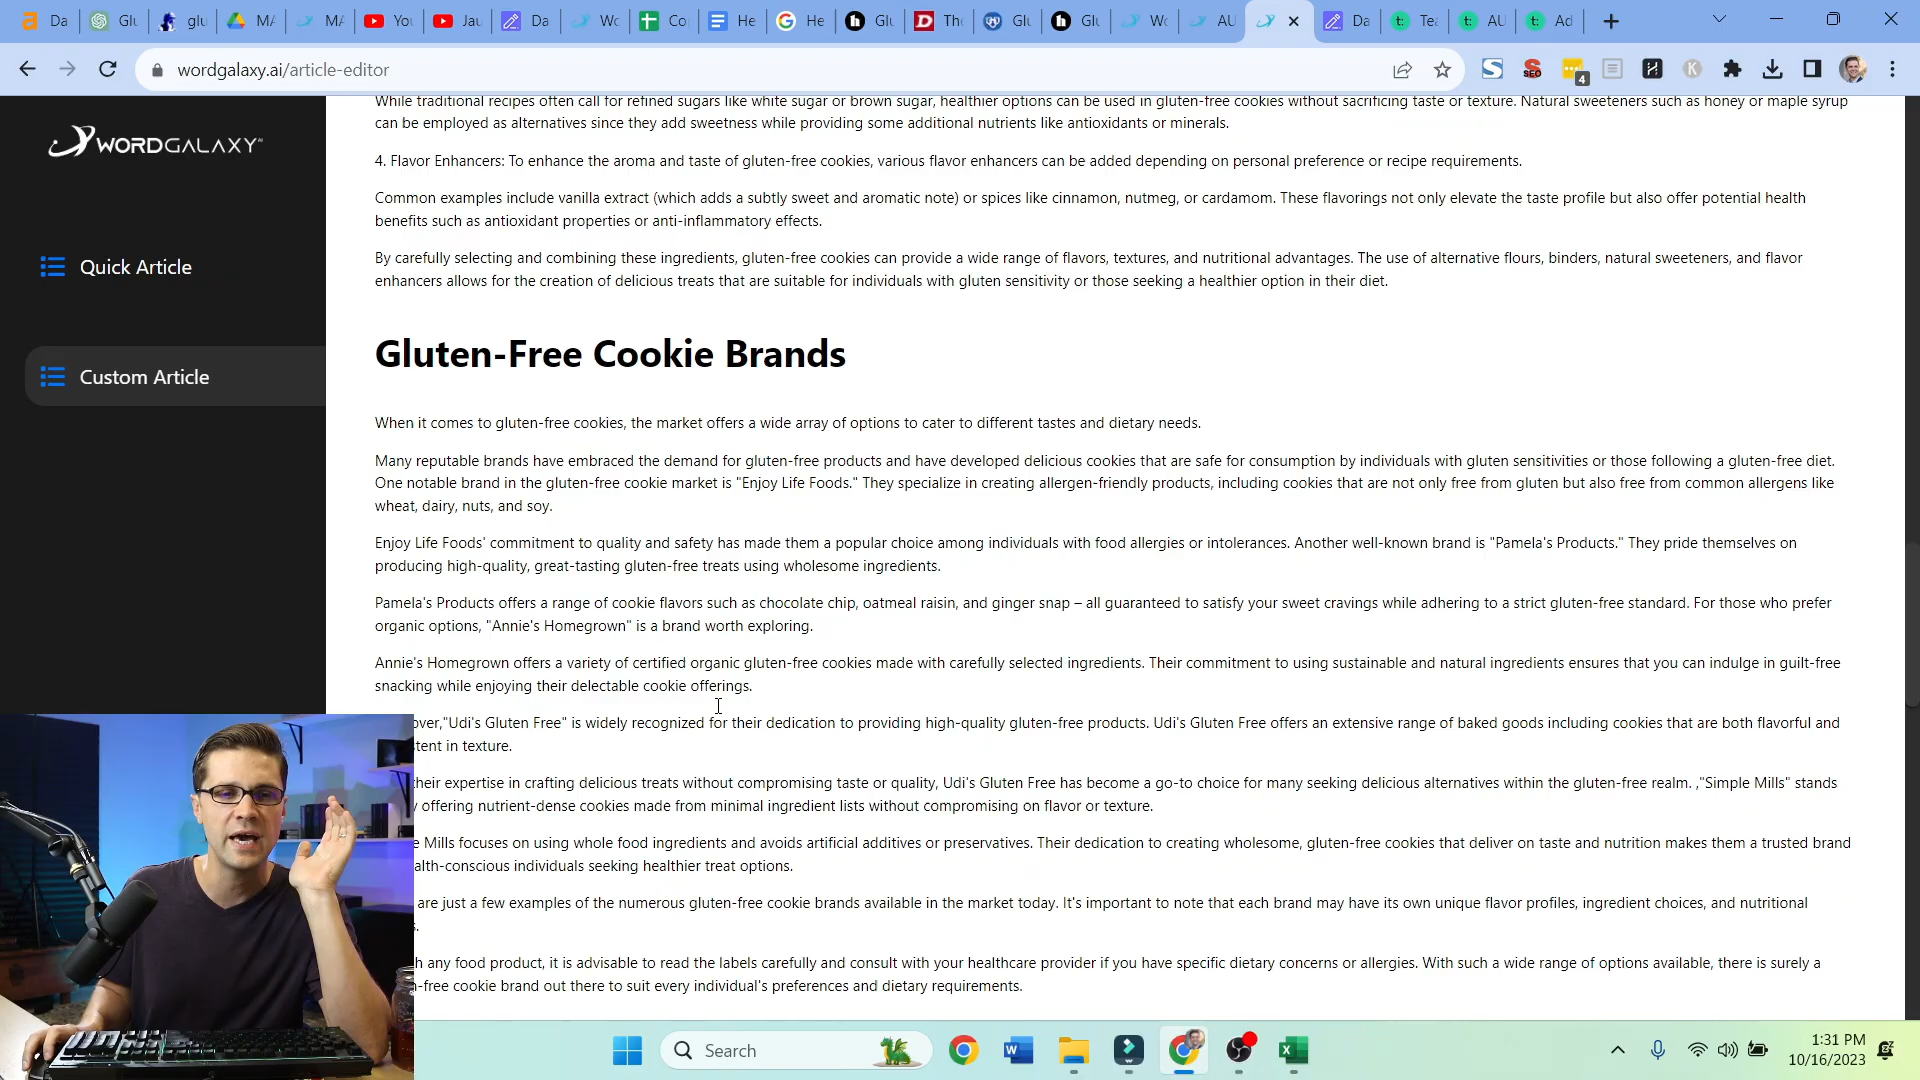 Da
Glu
glu
MA
MA
You
Jau
Da
Wo
Co
He
He
Glu
The
Glu
Glu
Wo
AU
Da
Tea
AU
Ad
wordgalaxy.ai/article-editor
SEO
4
K
WORDGALAXY
Quick Article
Custom Article
While traditional recipes often call for refined sugars like white sugar or brown sugar, healthier options can be used in gluten-free cookies without sacrificing taste or texture. Natural sweeteners such as honey or maple syrup
can be employed as alternatives since they add sweetness while providing some additional nutrients like antioxidants or minerals.
4. Flavor Enhancers: To enhance the aroma and taste of gluten-free cookies, various flavor enhancers can be added depending on personal preference or recipe requirements.
Common examples include vanilla extract (which adds a subtly sweet and aromatic note) or spices like cinnamon, nutmeg, or cardamom. These flavorings not only elevate the taste profile but also offer potential health
benefits such as antioxidant properties or anti-inflammatory effects.
By carefully selecting and combining these ingredients, gluten-free cookies can provide a wide range of flavors, textures, and nutritional advantages. The use of alternative flours, binders, natural sweeteners, and flavor
enhancers allows for the creation of delicious treats that are suitable for individuals with gluten sensitivity or those seeking a healthier option in their diet.
Gluten-Free Cookie Brands
When it comes to gluten-free cookies, the market offers a wide array of options to cater to different tastes and dietary needs.
Many reputable brands have embraced the demand for gluten-free products and have developed delicious cookies that are safe for consumption by individuals with gluten sensitivities or those following a gluten-free diet.
One notable brand in the gluten-free cookie market is "Enjoy Life Foods." They specialize in creating allergen-friendly products, including cookies that are not only free from gluten but also free from common allergens like
wheat, dairy, nuts, and soy.
Enjoy Life Foods' commitment to quality and safety has made them a popular choice among individuals with food allergies or intolerances. Another well-known brand is "Pamela's Products." They pride themselves on
producing high-quality, great-tasting gluten-free treats using wholesome ingredients.
Pamela's Products offers a range of cookie flavors such as chocolate chip, oatmeal raisin, and ginger snap – all guaranteed to satisfy your sweet cravings while adhering to a strict gluten-free standard. For those who prefer
organic options, "Annie's Homegrown" is a brand worth exploring.
Annie's Homegrown offers a variety of certified organic gluten-free cookies made with carefully selected ingredients. Their commitment to using sustainable and natural ingredients ensures that you can indulge in guilt-free
snacking while enjoying their delectable cookie offerings.
over,"Udi's Gluten Free" is widely recognized for their dedication to providing high-quality gluten-free products. Udi's Gluten Free offers an extensive range of baked goods including cookies that are both flavorful and
tent in texture.
heir expertise in crafting delicious treats without compromising taste or quality, Udi's Gluten Free has become a go-to choice for many seeking delicious alternatives within the gluten-free realm. ,"Simple Mills" stands
y offering nutrient-dense cookies made from minimal ingredient lists without compromising on flavor or texture.
e Mills focuses on using whole food ingredients and avoids artificial additives or preservatives. Their dedication to creating wholesome, gluten-free cookies that deliver on taste and nutrition makes them a trusted brand
alth-conscious individuals seeking healthier treat options.
are just a few examples of the numerous gluten-free cookie brands available in the market today. It's important to note that each brand may have its own unique flavor profiles, ingredient choices, and nutritional
s.
h any food product, it is advisable to read the labels carefully and consult with your healthcare provider if you have specific dietary concerns or allergies. With such a wide range of options available, there is surely a
-free cookie brand out there to suit every individual's preferences and dietary requirements.
Search
1:31 PM
10/16/2023